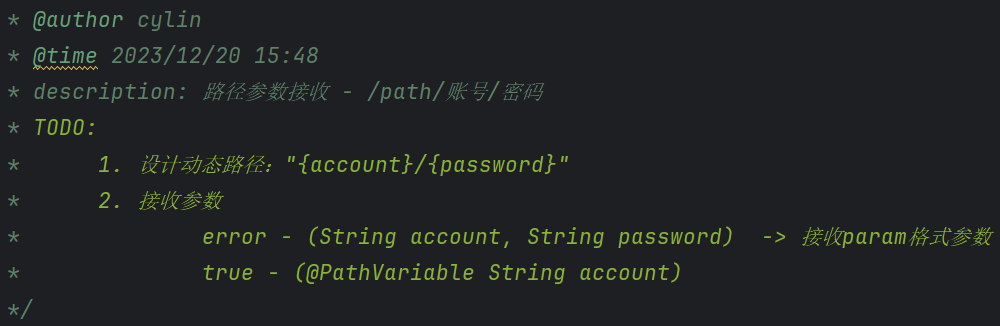 * @author cylin
* @time 2023/12/20 15:48
* description: 路径参数接收 - /path/账号/密码
* TODO:
*      1. 设计动态路径："{account}/{password}"
*      2. 接收参数
*              error - (String account, String password)  -> 接收param格式参数
*              true - (@PathVariable String account)
*/